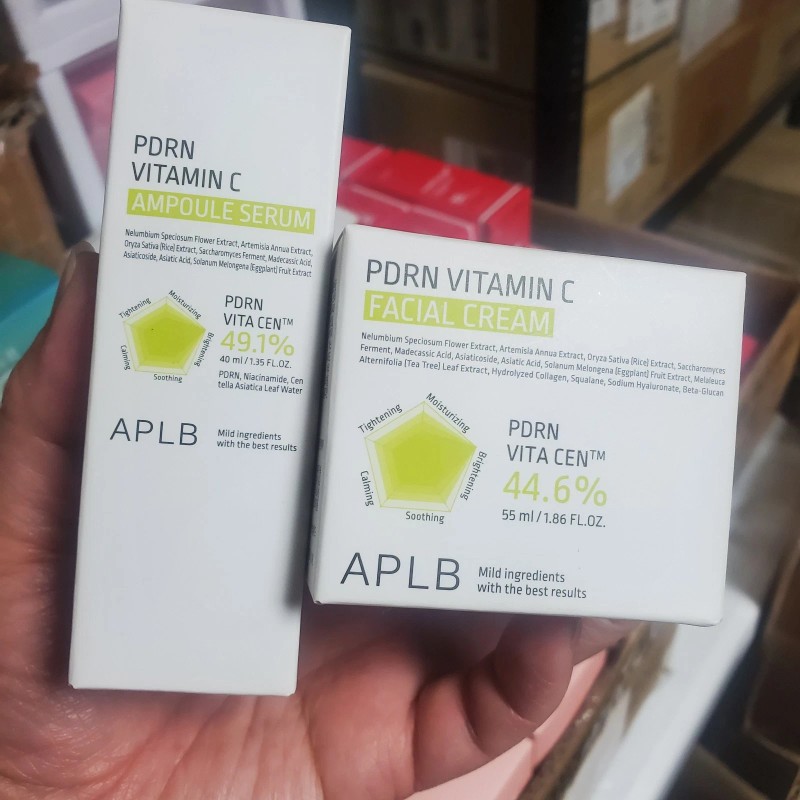 PDRN
VITAMIN C
AMPOULE SERUM
Nelumbium Speciosum Flower Extract, Artemisia Annua Extract,
Oryza Sativa (Rice) Extract, Saccharomyces Ferment, Madecassic Acid,
Asiaticoside, Asiatic Acid, Solanum Melongena (Eggplant) Fruit Extract
Tightening
Moisturizing
Brightening
Soothing
Calming
PDRN
VITA CEN™
49.1%
40 ml / 1.35 FL.OZ.
PDRN, Niacinamide, Cen
tella Asiatica Leaf Water
APLB
Mild ingredients
with the best results
PDRN VITAMIN C
FACIAL CREAM
Nelumbium Speciosum Flower Extract, Artemisia Annua Extract, Oryza Sativa (Rice) Extract, Saccharomyces
Ferment, Madecassic Acid, Asiaticoside, Asiatic Acid, Solanum Melongena (Eggplant) Fruit Extract, Melaleuca
Alternifolia (Tea Tree) Leaf Extract, Hydrolyzed Collagen, Squalane, Sodium Hyaluronate, Beta-Glucan
Tightening
Moisturizing
Brightening
Soothing
Calming
PDRN
VITA CEN™
44.6%
55 ml / 1.86 FL.OZ.
APLB
Mild ingredients
with the best results